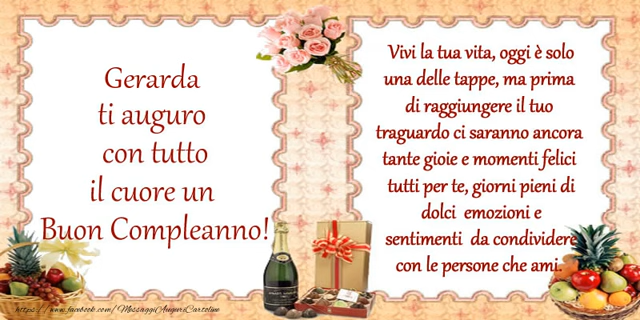 Gerarda
ti auguro
con tutto
il cuore un
Buon Compleanno!
Vivi la tua vita, oggi è solo
una delle tappe, ma prima
di raggiungere il tuo
traguardo ci saranno ancora
tante gioie e momenti felici
tutti per te, giorni pieni di
dolci emozioni e
sentimenti da condividere
con le persone che ami.
https://www.facebook.com/MessaggiAuguriCartoline